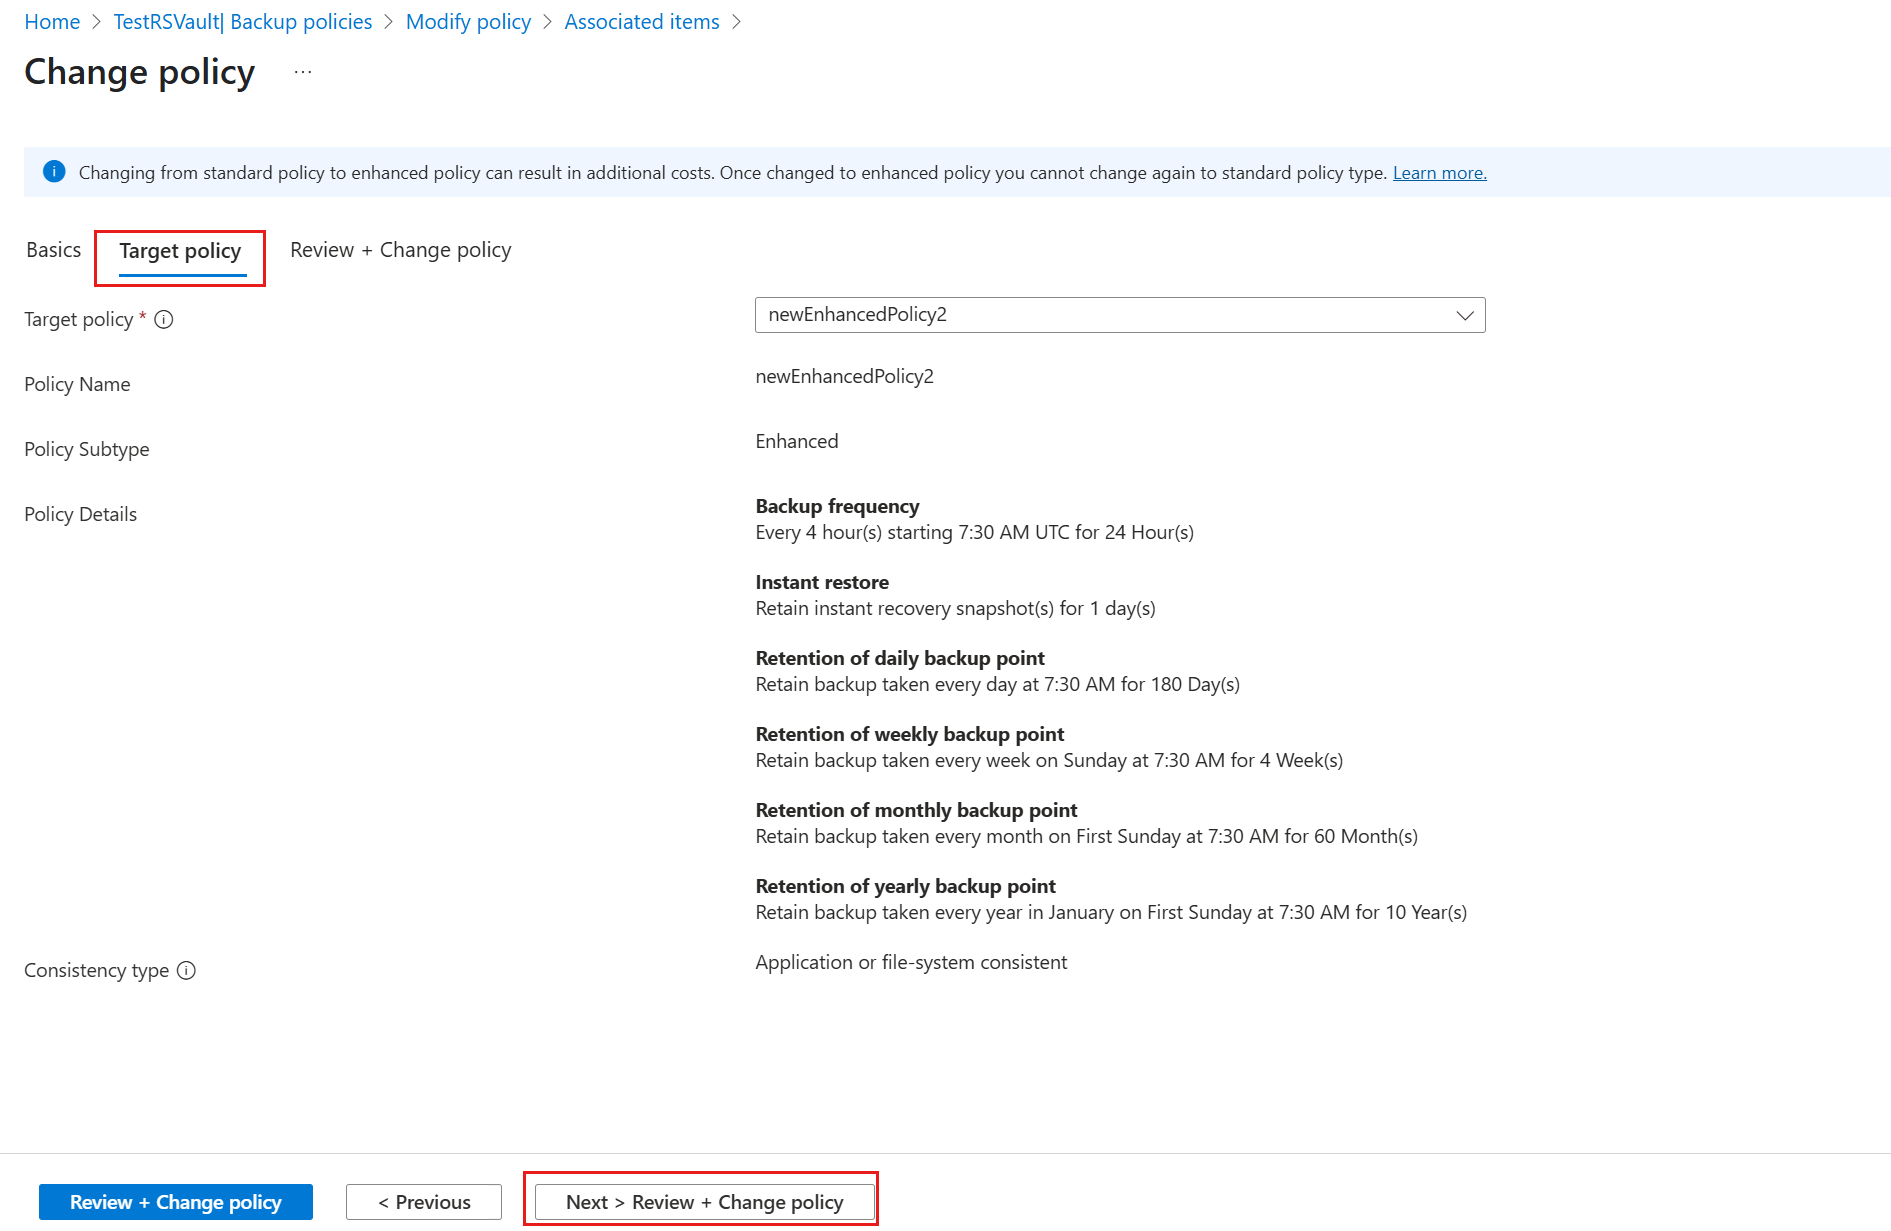 Home > TestRSVault| Backup policies > Modify policy > Associated items >
Change policy ...
Changing from standard policy to enhanced policy can result in additional costs. Once changed to enhanced policy you cannot change again to standard policy type. Learn more.
Basics Target policy Review + Change policy
Target policy * newEnhancedPolicy2
Policy Name newEnhancedPolicy2
Policy Subtype Enhanced
Policy Details Backup frequency
Every 4 hour(s) starting 7:30 AM UTC for 24 Hour(s)
Instant restore
Retain instant recovery snapshot(s) for 1 day(s)
Retention of daily backup point
Retain backup taken every day at 7:30 AM for 180 Day(s)
Retention of weekly backup point
Retain backup taken every week on Sunday at 7:30 AM for 4 Week(s)
Retention of monthly backup point
Retain backup taken every month on First Sunday at 7:30 AM for 60 Month(s)
Retention of yearly backup point
Retain backup taken every year in January on First Sunday at 7:30 AM for 10 Year(s)
Consistency type Application or file-system consistent
Review + Change policy < Previous Next > Review + Change policy